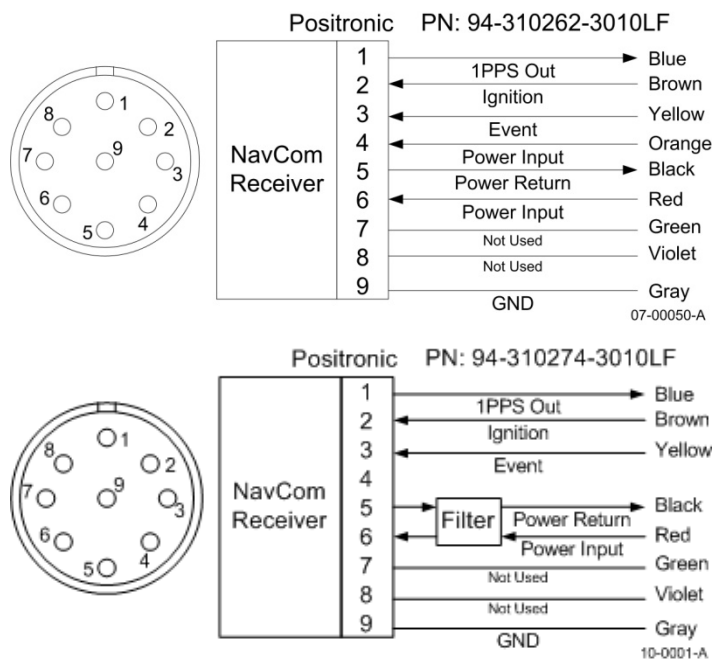 Positronic PN: 94-310262-3010LF
1 Blue
1PPS Out
2 Brown
Ignition
3 Yellow
Event
4 Orange
Power Input
5 Black
Power Return
6 Red
Power Input
7 Green
Not Used
8 Violet
Not Used
9 Gray
GND
NavCom
Receiver
1
2
3
4
5
6
7
8
9
07-00050-A
Positronic PN: 94-310274-3010LF
1 Blue
1PPS Out
2 Brown
Ignition
3 Yellow
Event
4
5 Black
Filter Power Return
6 Red
Power Input
7 Green
Not Used
8 Violet
Not Used
9 Gray
GND
NavCom
Receiver
1
2
3
4
5
6
7
8
9
10-0001-A